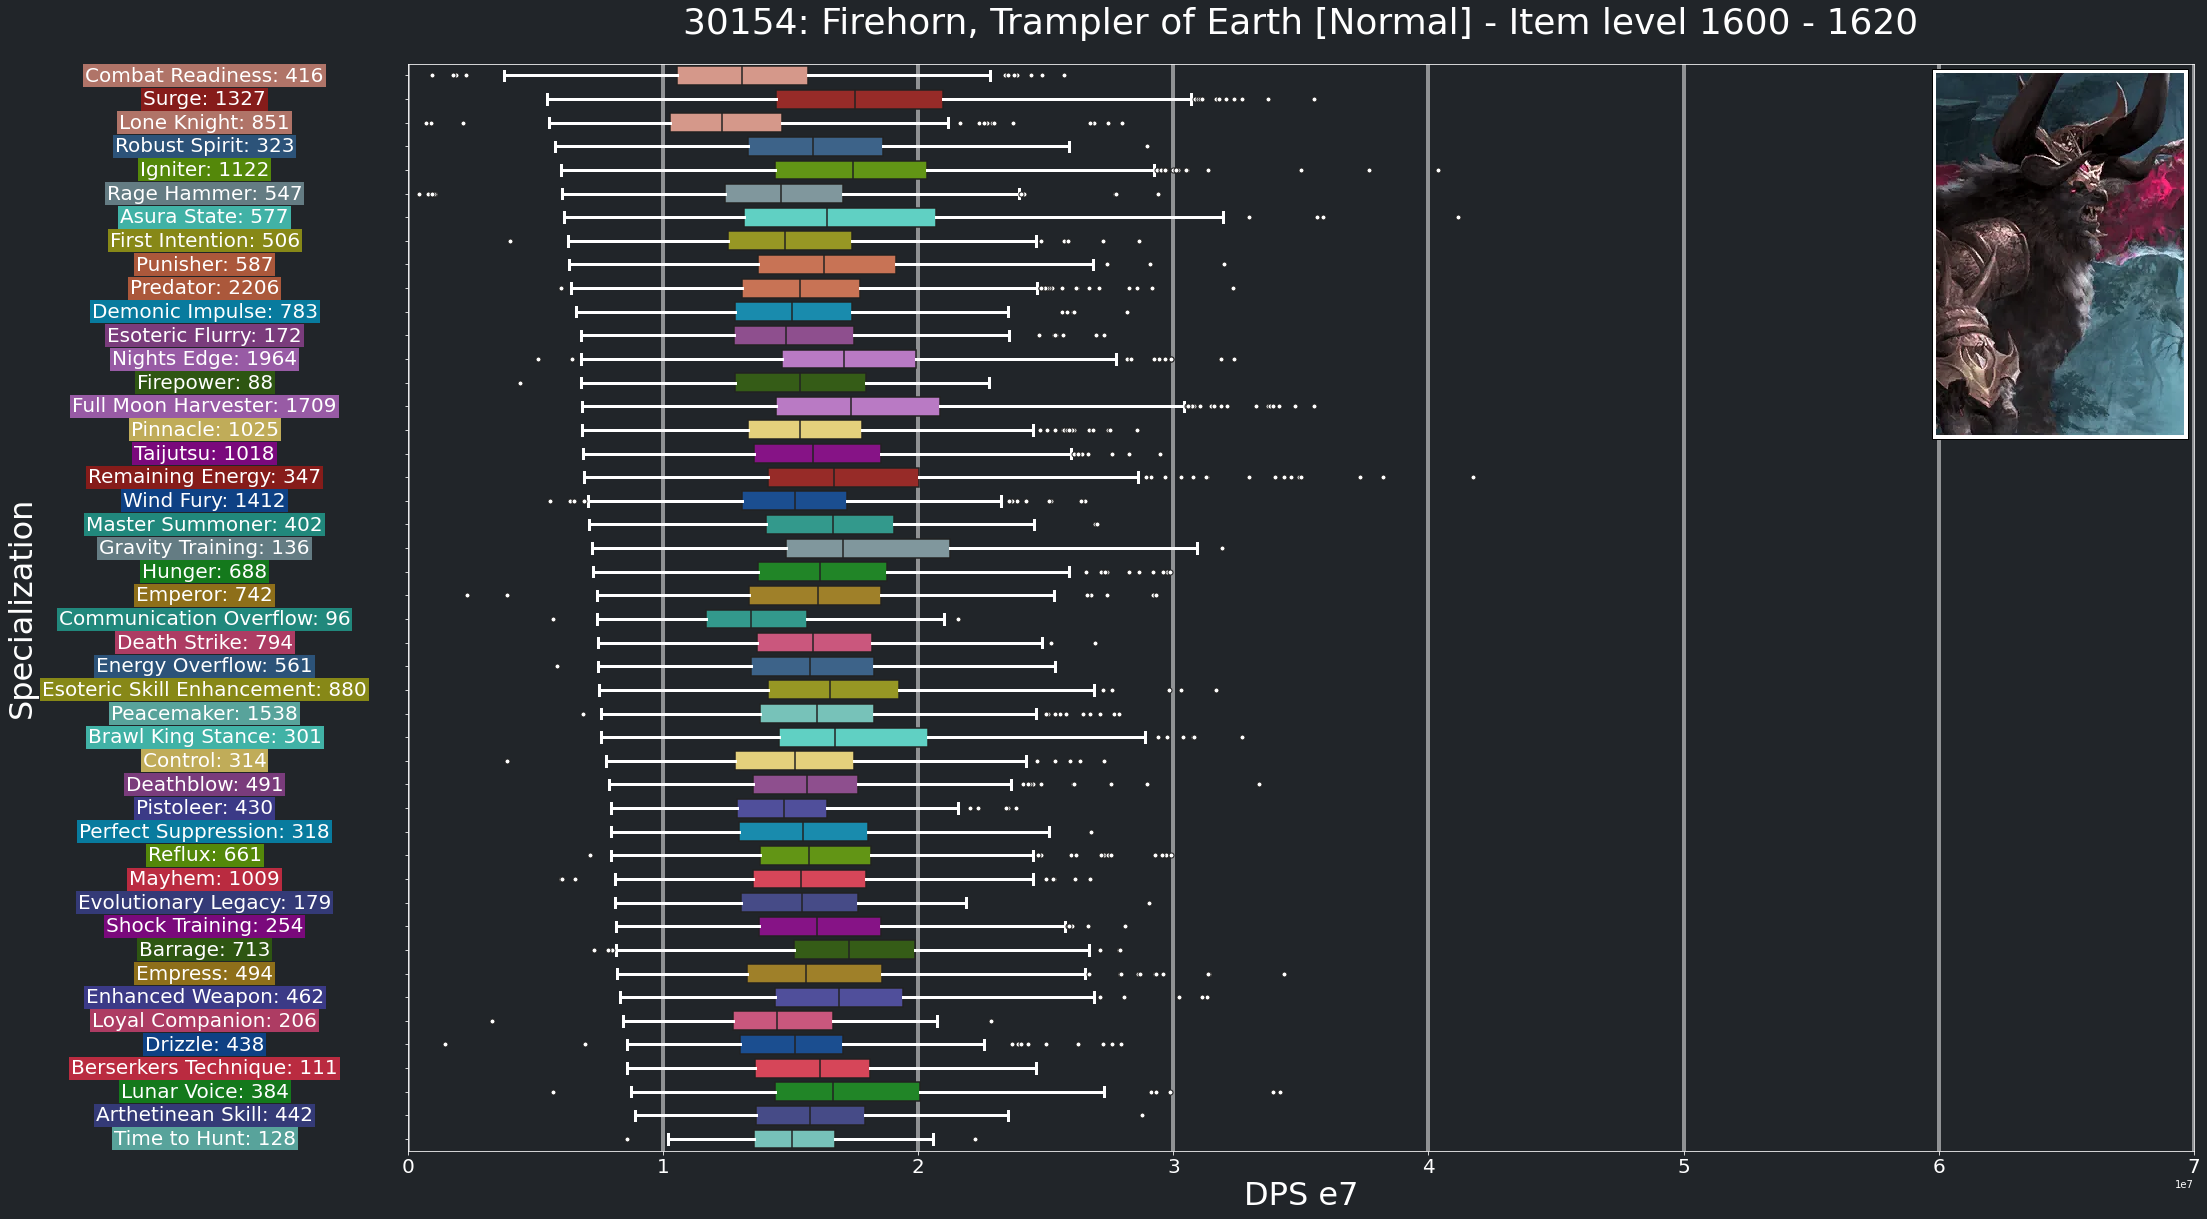 30154: Firehorn, Trampler of Earth [Normal] - Item level 1600 - 1620
Specialization
Combat Readiness: 416
Surge: 1327
Lone Knight: 851
Robust Spirit: 323
Igniter: 1122
Rage Hammer: 547
Asura State: 577
First Intention: 506
Punisher: 587
Predator: 2206
Demonic Impulse: 783
Esoteric Flurry: 172
Nights Edge: 1964
Firepower: 88
Full Moon Harvester: 1709
Pinnacle: 1025
Taijutsu: 1018
Remaining Energy: 347
Wind Fury: 1412
Master Summoner: 402
Gravity Training: 136
Hunger: 688
Emperor: 742
Communication Overflow: 96
Death Strike: 794
Energy Overflow: 561
Esoteric Skill Enhancement: 880
Peacemaker: 1538
Brawl King Stance: 301
Control: 314
Deathblow: 491
Pistoleer: 430
Perfect Suppression: 318
Reflux: 661
Mayhem: 1009
Evolutionary Legacy: 179
Shock Training: 254
Barrage: 713
Empress: 494
Enhanced Weapon: 462
Loyal Companion: 206
Drizzle: 438
Berserkers Technique: 111
Lunar Voice: 384
Arthetinean Skill: 442
Time to Hunt: 128
0 1 2 3 4 5 6 7
1e7
DPS e7